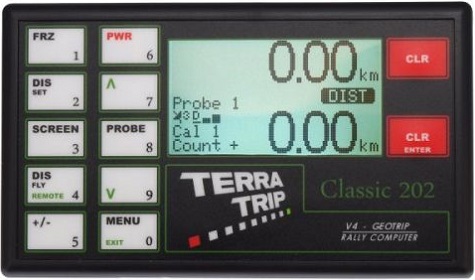 FRZ
1
PWR
6
DIS
SET
2
Λ
7
SCREEN
3
PROBE
8
DIS
FLY
REMOTE
4
V
9
+/-
5
MENU
EXIT
0
0.00km
DIST
Probe 1
3D
Cal 1
Count +
0.00km
CLR
CLR
ENTER
TERRA
TRIP
Classic 202
V4 - GEOTRIP
RALLY COMPUTER